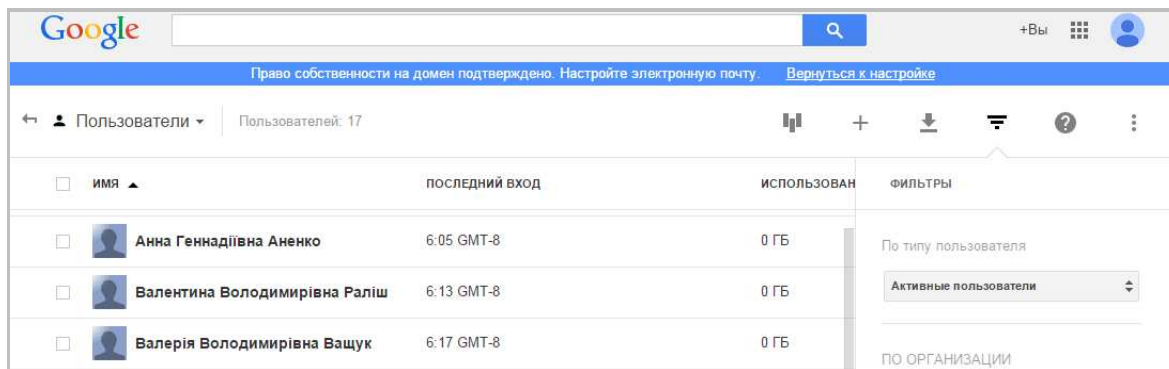 Google
+Вы
Право собственности на домен подтверждено. Настройте электронную почту. Вернуться к настройке
Пользователи Пользователей: 17
ИМЯ ПОСЛЕДНИЙ ВХОД ИСПОЛЬЗОВАН ФИЛЬТРЫ
Анна Геннадіївна Аненко 6:05 GMT-8 0 ГБ
По типу пользователя
Валентина Володимирівна Раліш 6:13 GMT-8 0 ГБ
Активные пользователи
Валерія Володимирівна Ващук 6:17 GMT-8 0 ГБ
ПО ОРГАНИЗАЦИИ